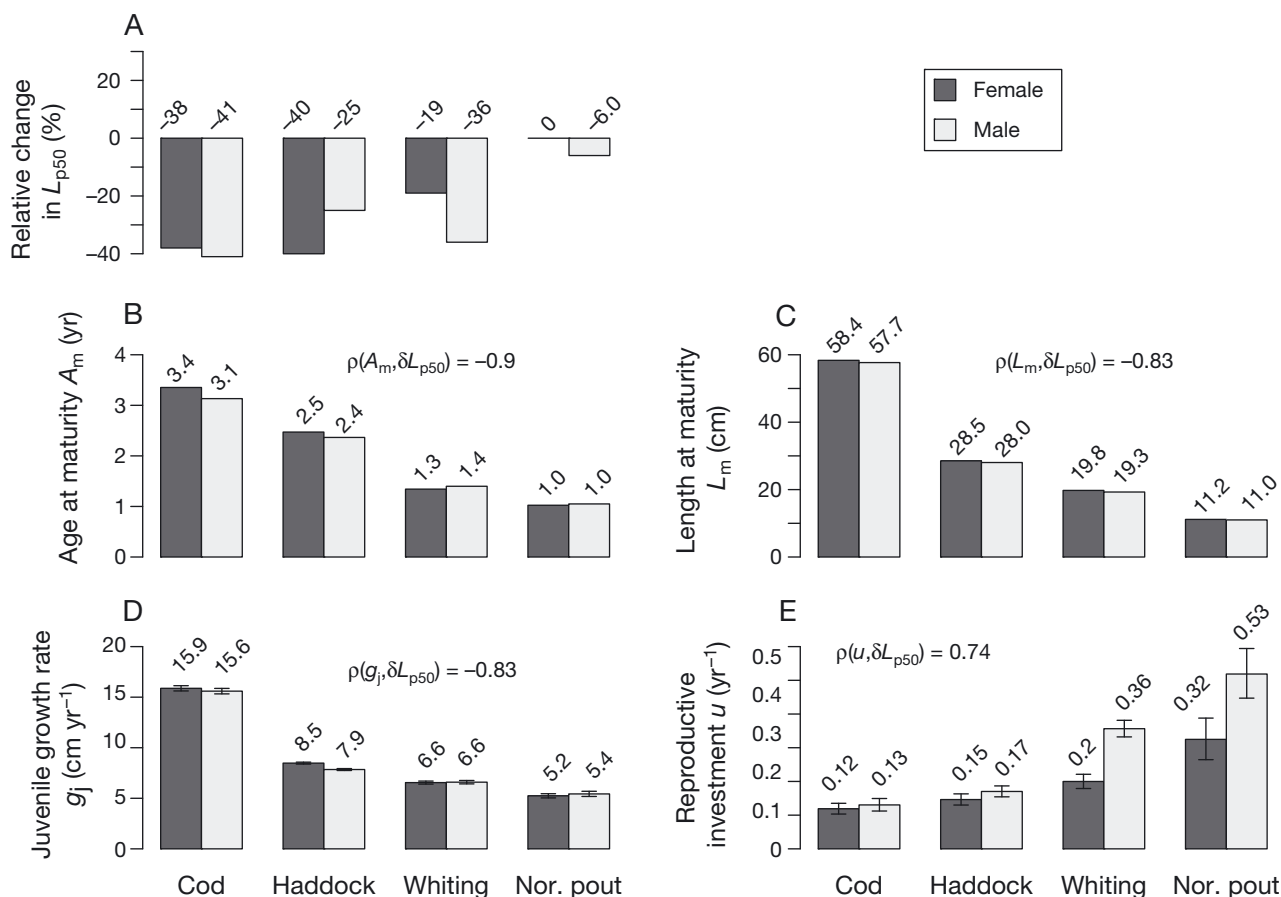 A
Relative change
in Lp50 (%)
20
0
−20
−40
−38
−41
−40
−25
−19
−36
0
−6.0
Female
Male
B
Age at maturity Am (yr)
4
3
2
1
0
3.4
3.1
2.5
2.4
1.3
1.4
1.0
1.0
ρ(Am,δLp50) = −0.9
C
Length at maturity
Lm (cm)
60
40
20
0
58.4
57.7
28.5
28.0
19.8
19.3
11.2
11.0
ρ(Lm,δLp50) = −0.83
D
Juvenile growth rate
gj (cm yr−1)
20
15
10
5
0
15.9
15.6
8.5
7.9
6.6
6.6
5.2
5.4
ρ(gj,δLp50) = −0.83
Cod Haddock Whiting Nor. pout
E
Reproductive
investment u (yr−1)
0.5
0.4
0.3
0.2
0.1
0
0.12
0.13
0.15
0.17
0.2
0.36
0.32
0.53
ρ(u,δLp50) = 0.74
Cod Haddock Whiting Nor. pout